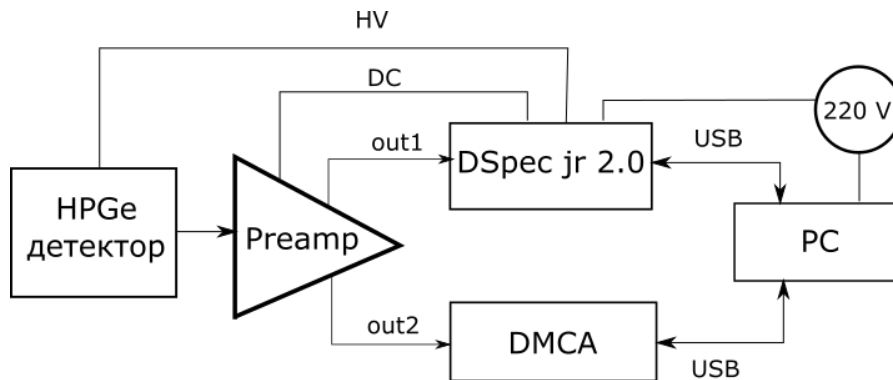 HV
DC
220 V
out1
DSpec jr 2.0
USB
HPGe
детектор
Preamp
PC
out2
DMCA
USB